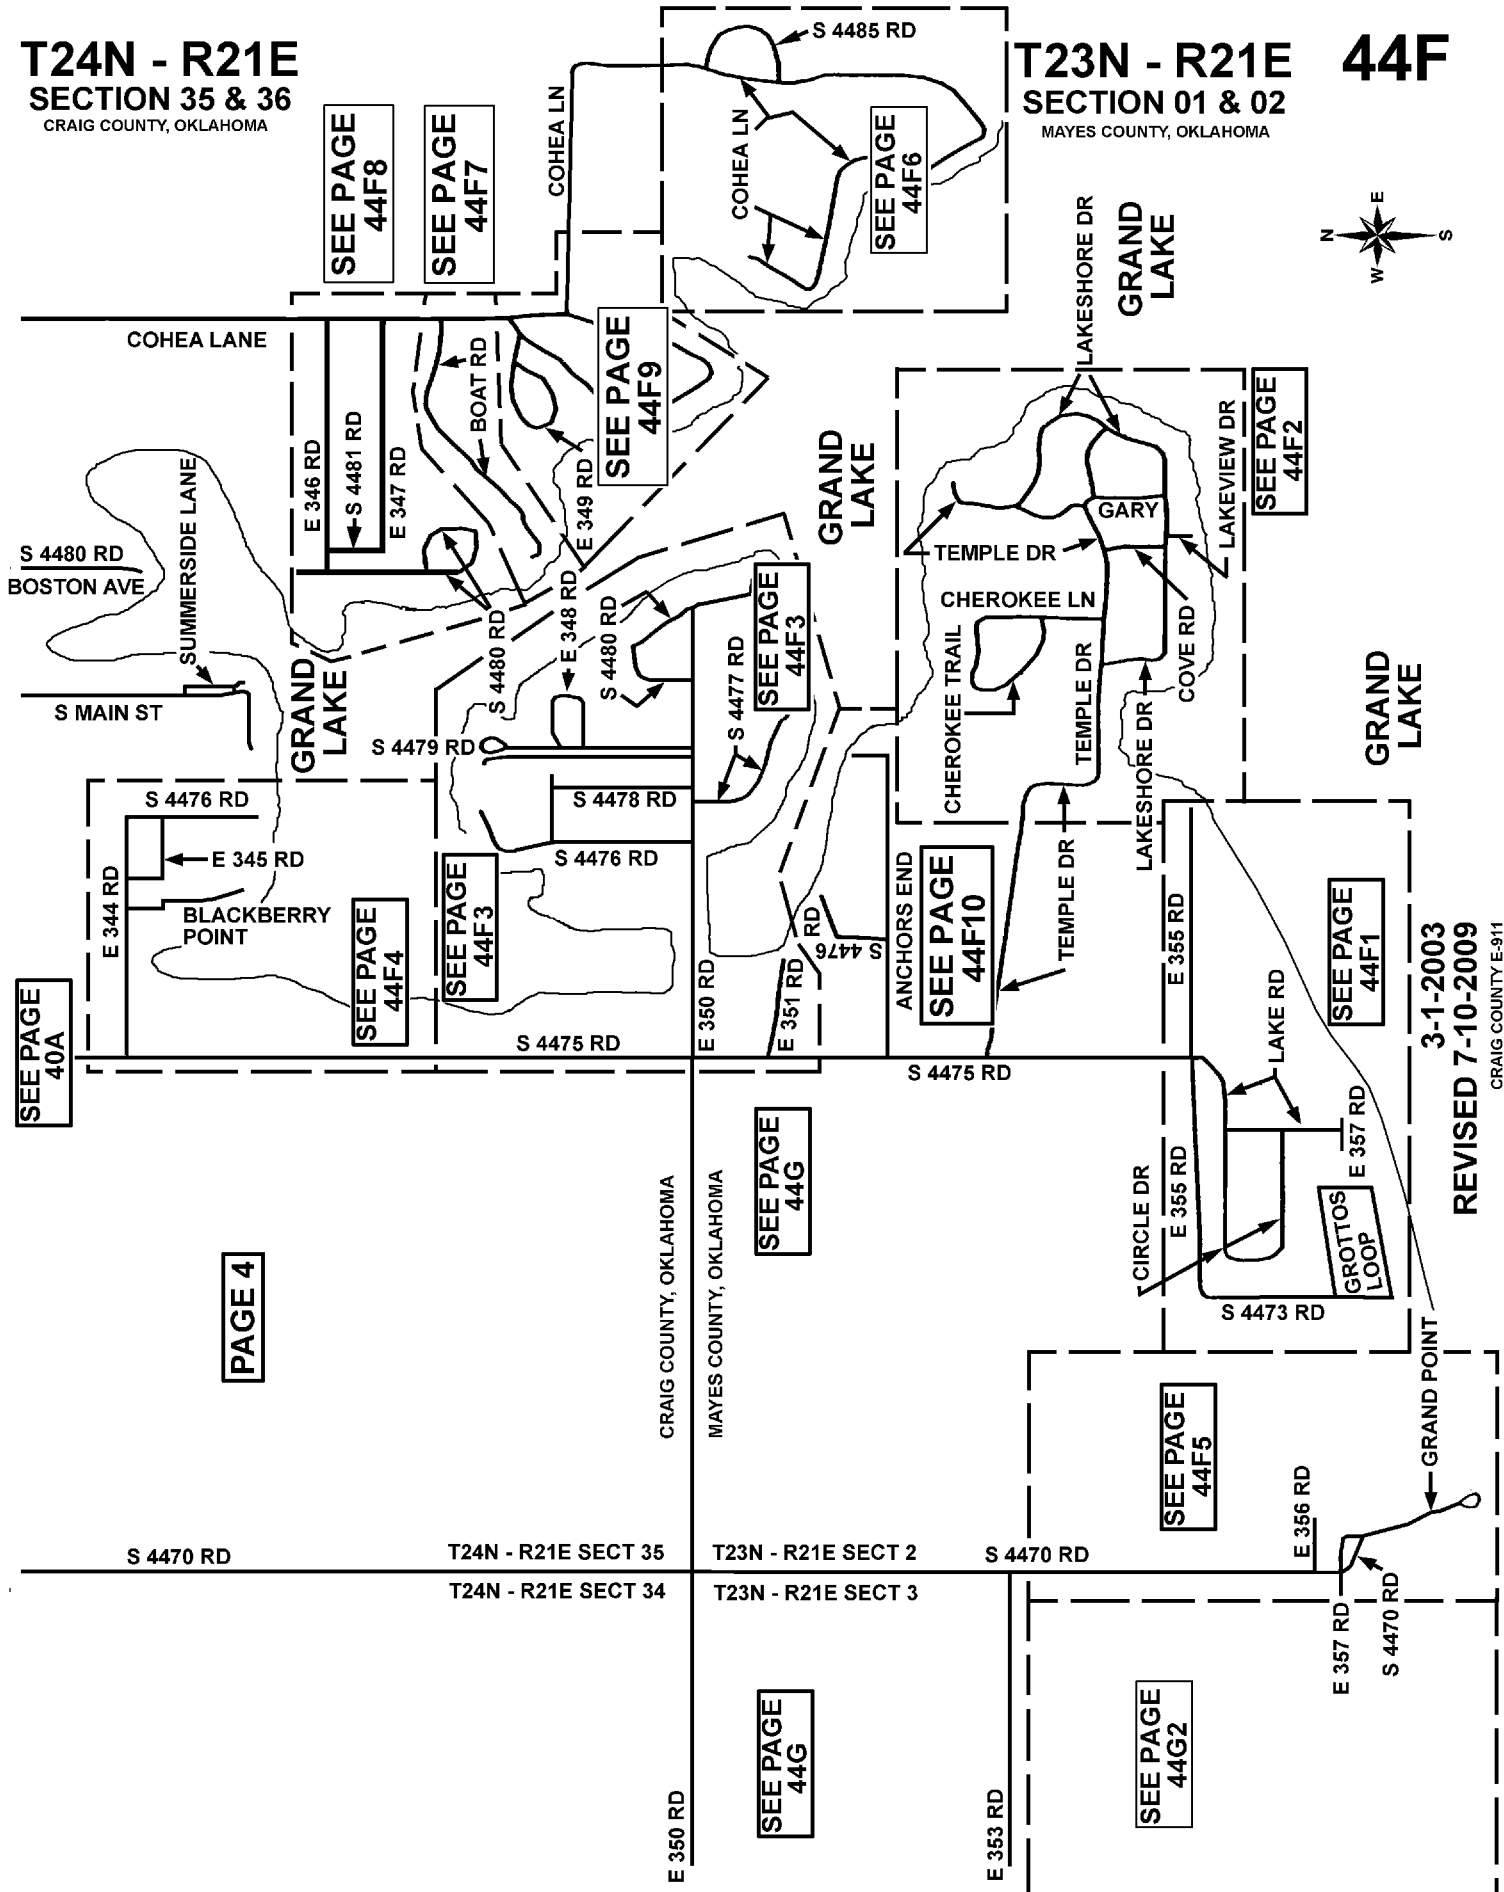 T24N - R21E
SECTION 35 & 36
CRAIG COUNTY, OKLAHOMA
T23N - R21E
SECTION 01 & 02
MAYES COUNTY, OKLAHOMA
44F
S 4485 RD
COHEA LN
COHEA LN
SEE PAGE
44F8
SEE PAGE
44F7
SEE PAGE
44F6
LAKESHORE DR
GRAND
LAKE
N
E
S
W
COHEA LANE
BOAT RD
SEE PAGE
44F9
E 346 RD
S 4481 RD
E 347 RD
E 349 RD
SUMMERSIDE LANE
S 4480 RD
BOSTON AVE
S MAIN ST
GRAND
LAKE
GRAND
LAKE
GARY
LAKEVIEW DR
SEE PAGE
44F2
TEMPLE DR
CHEROKEE LN
CHEROKEE TRAIL
TEMPLE DR
COVE RD
LAKESHORE DR
GRAND
LAKE
S 4480 RD
E 348 RD
S 4480 RD
S 4477 RD
SEE PAGE
44F3
S 4479 RD
S 4478 RD
S 4476 RD
S 4476 RD
E 345 RD
E 344 RD
BLACKBERRY
POINT
SEE PAGE
44F4
SEE PAGE
44F3
S 4476 RD
ANCHORS END
SEE PAGE
44F10
TEMPLE DR
E 355 RD
SEE PAGE
44F1
3-1-2003
REVISED 7-10-2009
CRAIG COUNTY E-911
SEE PAGE
40A
S 4475 RD
E 350 RD
E 351 RD
S 4475 RD
LAKE RD
E 357 RD
SEE PAGE
44G
CIRCLE DR
E 355 RD
GROTTOS
LOOP
S 4473 RD
PAGE 4
CRAIG COUNTY, OKLAHOMA
MAYES COUNTY, OKLAHOMA
GRAND POINT
SEE PAGE
44F5
E 356 RD
S 4470 RD
T24N - R21E SECT 35
T23N - R21E SECT 2
S 4470 RD
T24N - R21E SECT 34
T23N - R21E SECT 3
E 357 RD
S 4470 RD
SEE PAGE
44G
SEE PAGE
44G2
E 350 RD
E 353 RD